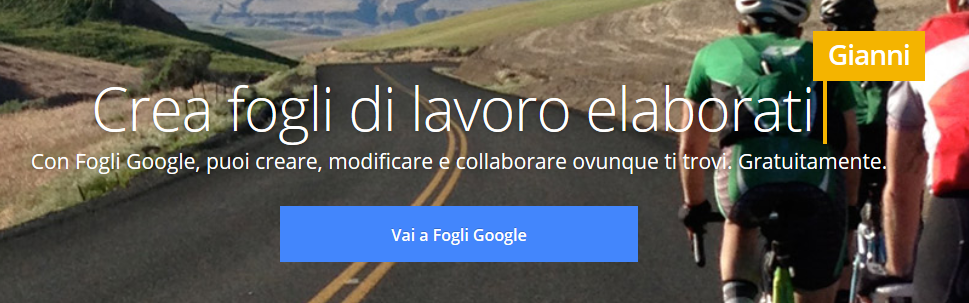 Gianni
Crea fogli di lavoro elaborati
Con Fogli Google, puoi creare, modificare e collaborare ovunque ti trovi. Gratuitamente.
Vai a Fogli Google